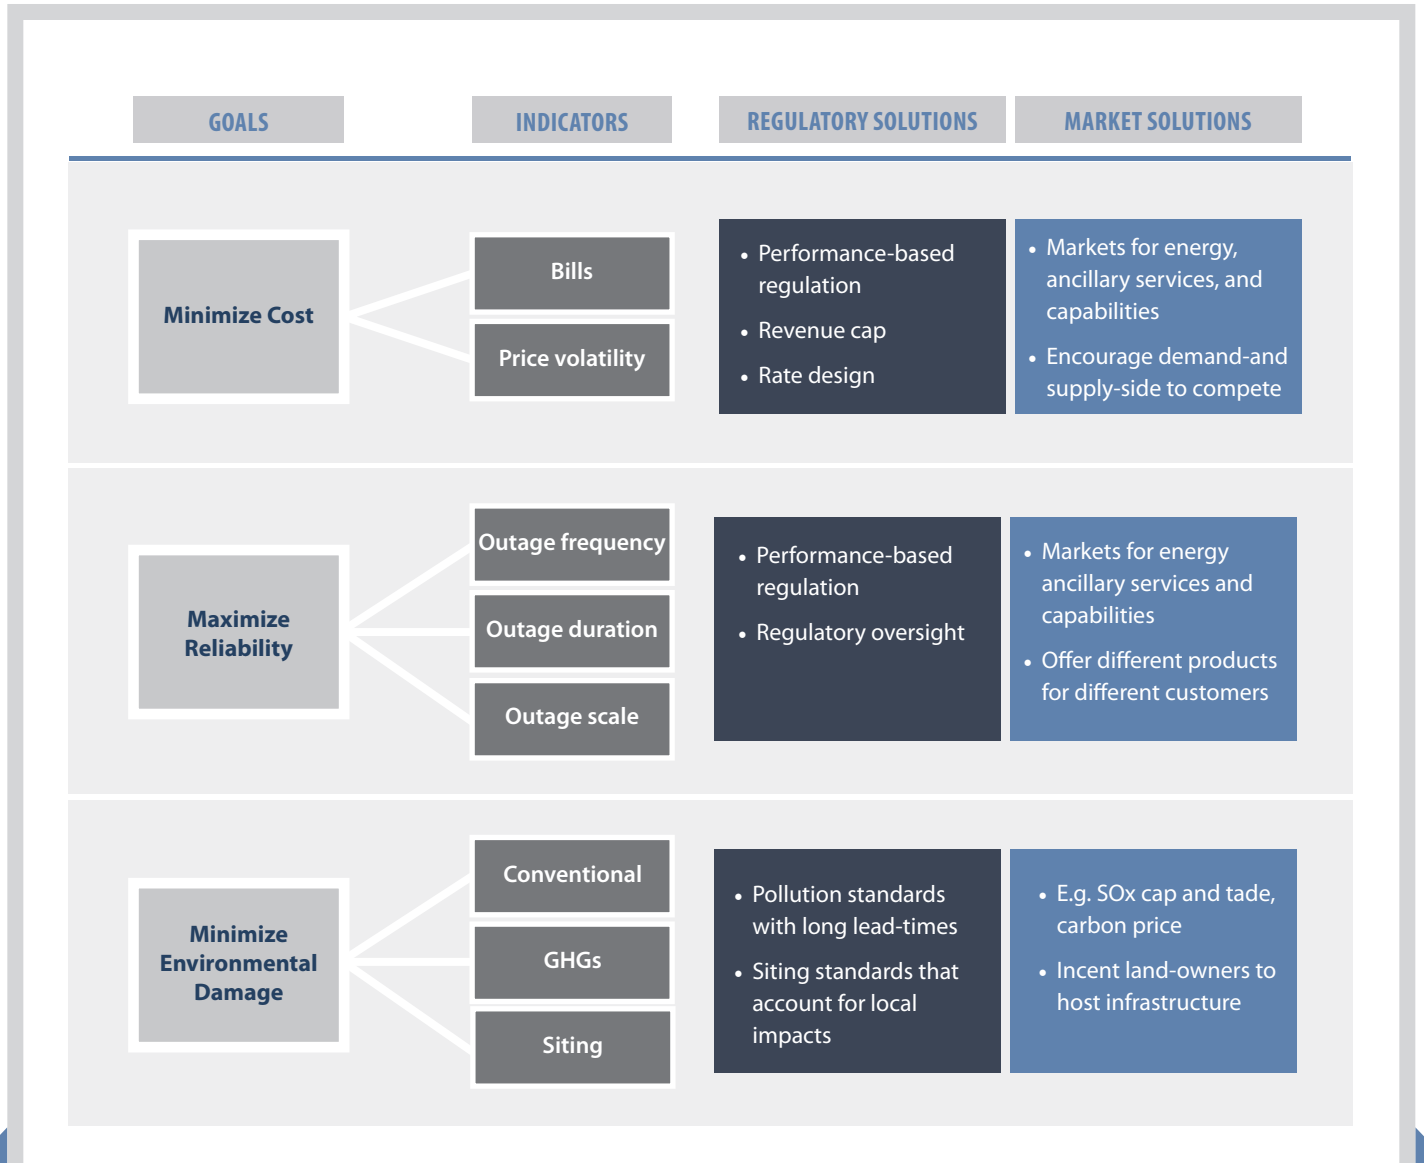 GOALS
INDICATORS
REGULATORY SOLUTIONS
MARKET SOLUTIONS
Minimize Cost
Bills
Price volatility
• Performance-based
regulation
• Revenue cap
• Rate design
• Markets for energy,
ancillary services, and
capabilities
• Encourage demand-and
supply-side to compete
Maximize
Reliability
Outage frequency
Outage duration
Outage scale
• Performance-based
regulation
• Regulatory oversight
• Markets for energy
ancillary services and
capabilities
• Offer different products
for different customers
Minimize
Environmental
Damage
Conventional
GHGs
Siting
• Pollution standards
with long lead-times
• Siting standards that
account for local
impacts
• E.g. SOx cap and tade,
carbon price
• Incent land-owners to
host infrastructure